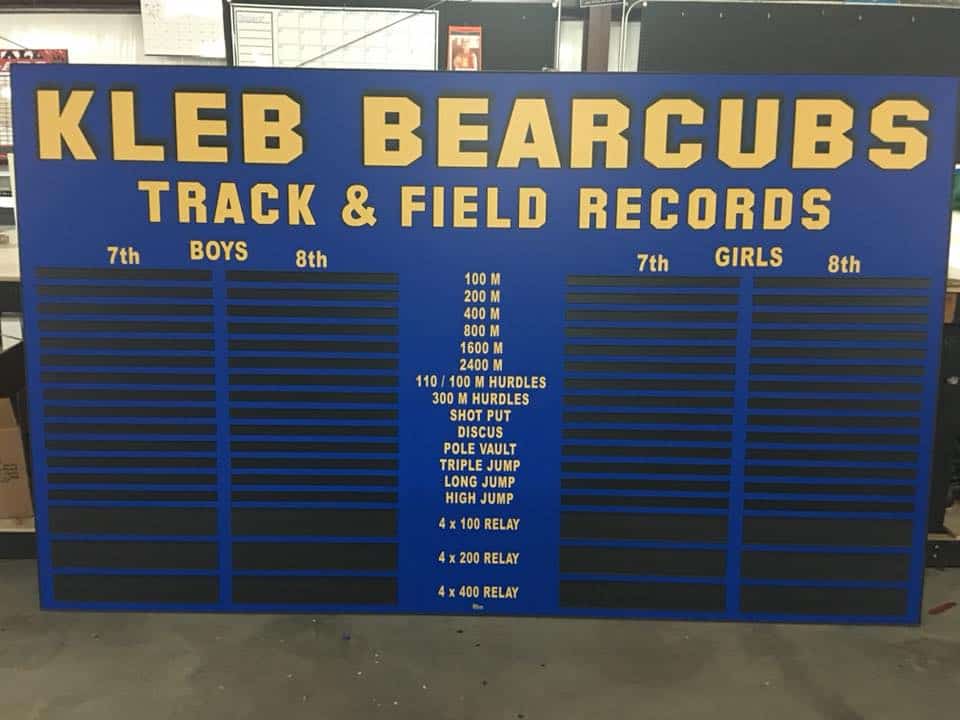 KLEB BEARCUBS
TRACK & FIELD RECORDS
BOYS GIRLS
7th 8th 7th 8th
100 M
200 M
400 M
800 M
1600 M
2400 M
110 / 100 M HURDLES
300 M HURDLES
SHOT PUT
DISCUS
POLE VAULT
TRIPLE JUMP
LONG JUMP
HIGH JUMP
4 x 100 RELAY
4 x 200 RELAY
4 x 400 RELAY